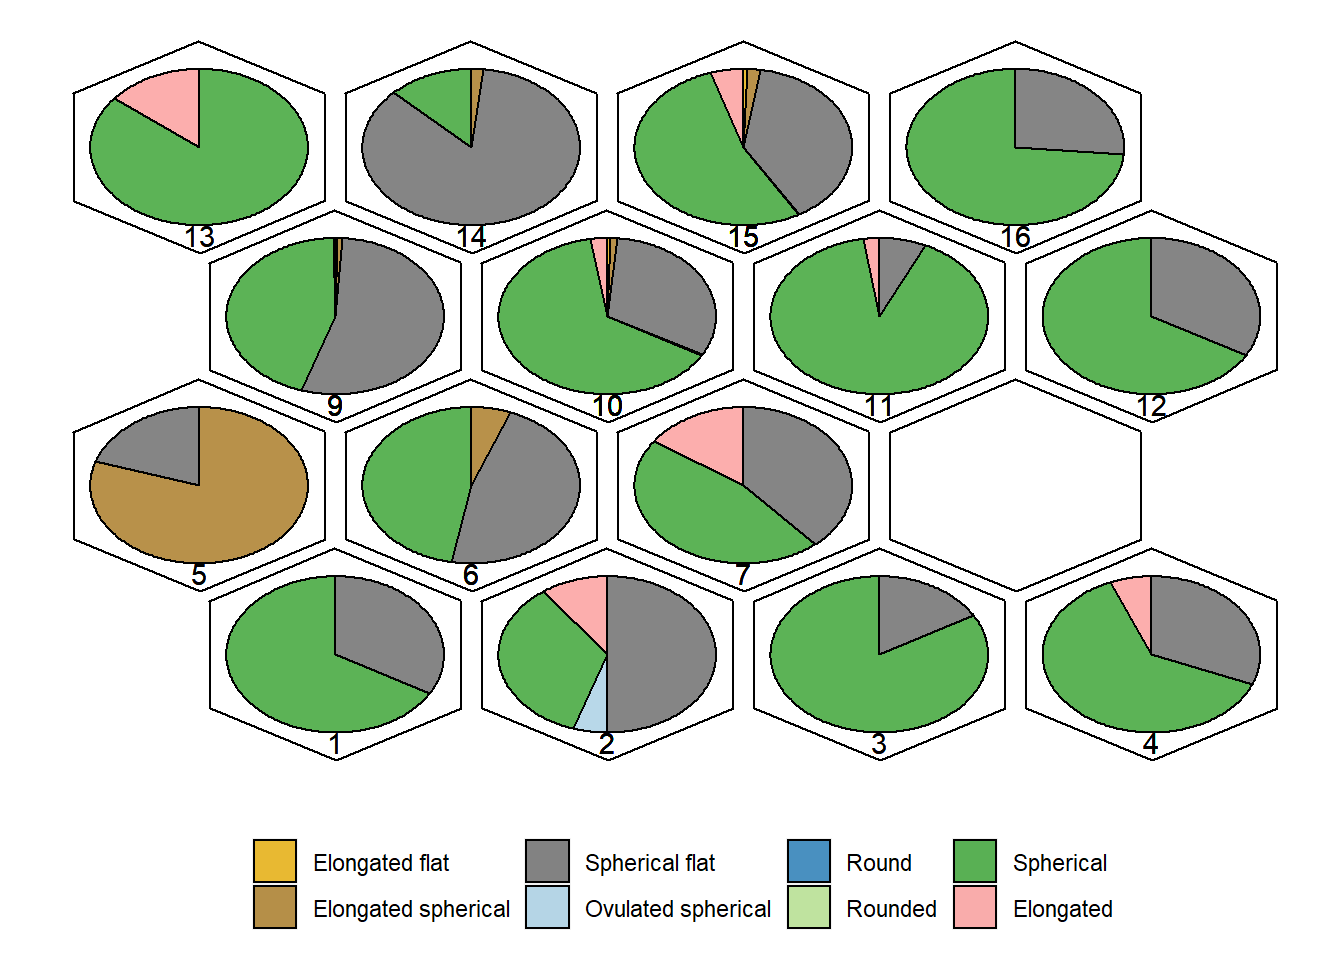 13 14 15 16
9 10 11 12
5 6 7
1 2 3 4
Elongated flat Spherical flat Round Spherical
Elongated spherical Ovulated spherical Rounded Elongated